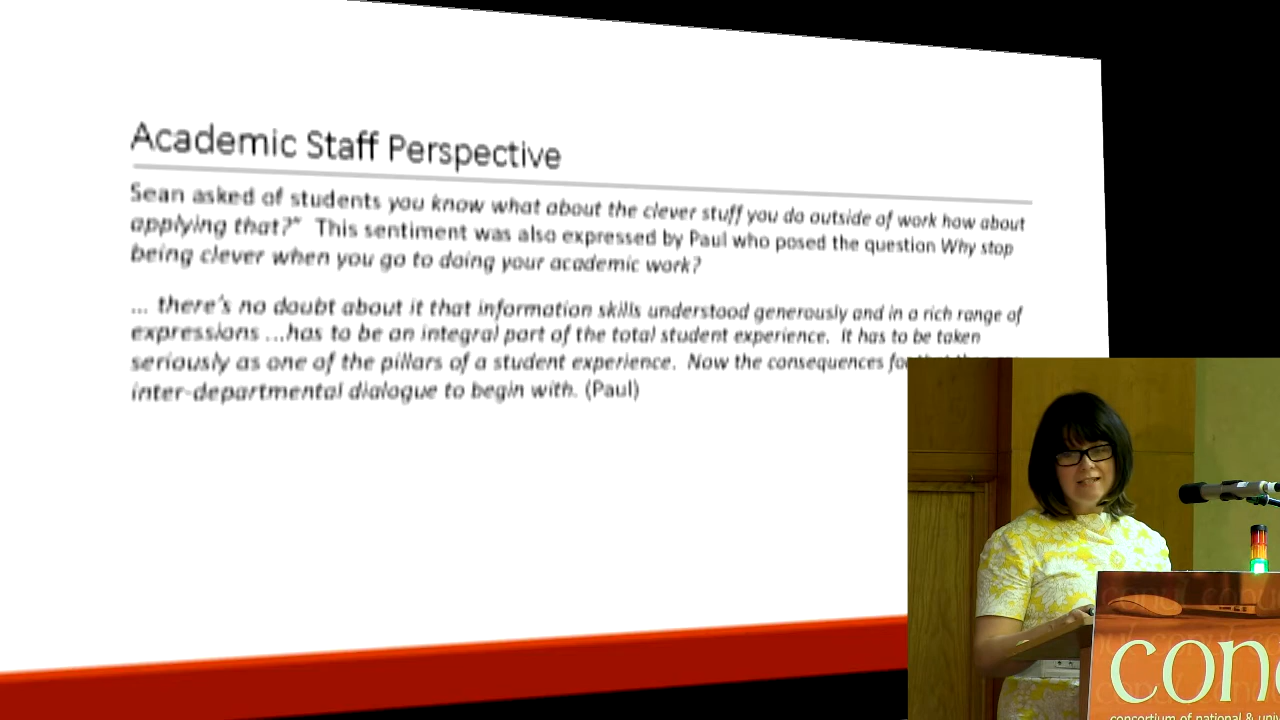 Academic Staff Perspective
Sean asked of students you know what about the clever stuff you do outside of work how about
applying that?" This sentiment was also expressed by Paul who posed the question Why stop
being clever when you go to doing your academic work?
... there's no doubt about it that information skills understood generously and in a rich range of
expressions ...has to be an integral part of the total student experience. It has to be taken
seriously as one of the pillars of a student experience. Now the consequences
inter-departmental dialogue to begin with. (Paul)
con
consortium of national &